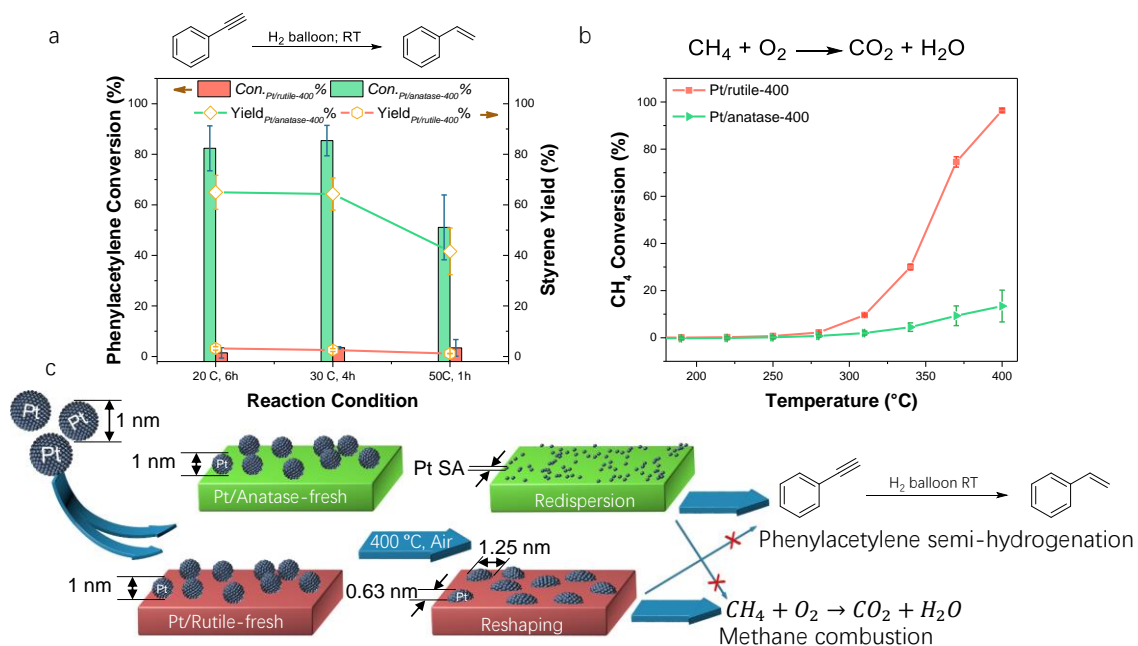 a
H2 balloon; RT
Con.Pt/rutile-400%
Con.Pt/anatase-400%
YieldPt/anatase-400%
YieldPt/rutile-400%
Phenylacetylene Conversion (%)
100
80
60
40
20
0
100
80
60
40
20
0
Styrene Yield (%)
20 C, 6h
30 C, 4h
50C, 1h
Reaction Condition
b
CH4 + O2 → CO2 + H2O
Pt/rutile-400
Pt/anatase-400
CH4 Conversion (%)
100
80
60
40
20
0
200
250
300
350
400
Temperature (°C)
c
Pt
Pt
Pt
1 nm
1 nm
Pt
Pt/Anatase-fresh
Pt SA
Redispersion
H2 balloon RT
Phenylacetylene semi-hydrogenation
400 °C, Air
1 nm
Pt
Pt/Rutile-fresh
1.25 nm
0.63 nm
Pt
Reshaping
CH4 + O2 → CO2 + H2O
Methane combustion